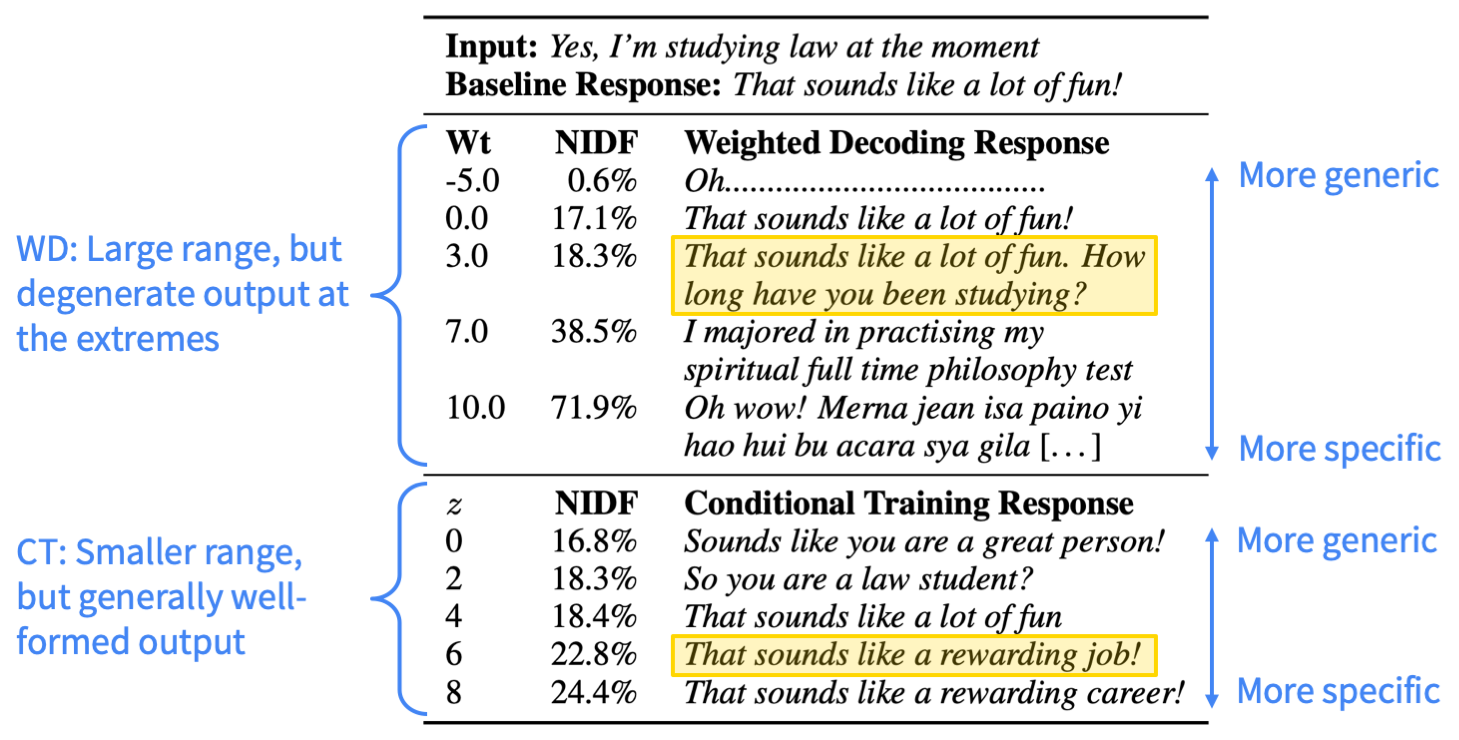 Input: Yes, I'm studying law at the moment
Baseline Response: That sounds like a lot of fun!
Wt NIDF Weighted Decoding Response
-5.0 0.6% Oh.....................................
0.0 17.1% That sounds like a lot of fun!
3.0 18.3% That sounds like a lot of fun. How
long have you been studying?
7.0 38.5% I majored in practising my
spiritual full time philosophy test
10.0 71.9% Oh wow! Merna jean isa paino yi
hao hui bu acara sya gila [...]
WD: Large range, but
degenerate output at
the extremes
More generic
More specific
z NIDF Conditional Training Response
0 16.8% Sounds like you are a great person!
2 18.3% So you are a law student?
4 18.4% That sounds like a lot of fun
6 22.8% That sounds like a rewarding job!
8 24.4% That sounds like a rewarding career!
CT: Smaller range,
but generally well-
formed output
More generic
More specific